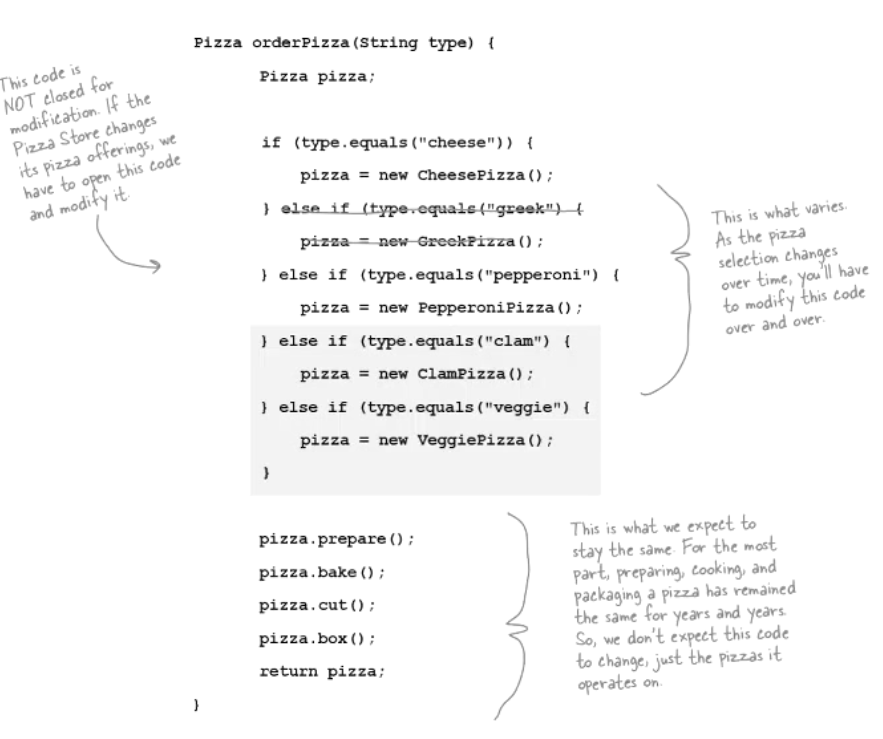 Pizza orderPizza(String type) {
Pizza pizza;
This code is
NOT closed for
modification. If the
Pizza Store changes
its pizza offerings, we
have to open this code
and modify it.
if (type.equals("cheese")) {
pizza = new CheesePizza();
} else if (type.equals("greek") {
pizza = new GreekPizza();
} else if (type.equals("pepperoni") {
pizza = new PepperoniPizza();
} else if (type.equals("clam") {
pizza = new ClamPizza();
} else if (type.equals("veggie") {
pizza = new VeggiePizza();
}
This is what varies.
As the pizza
selection changes
over time, you'll have
to modify this code
over and over.
pizza.prepare();
pizza.bake();
pizza.cut();
pizza.box();
return pizza;
}
This is what we expect to
stay the same. For the most
part, preparing, cooking, and
packaging a pizza has remained
the same for years and years.
So, we don't expect this code
to change, just the pizzas it
operates on.